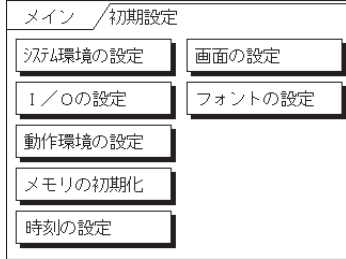 メイン／初期設定
システム環境の設定
画面の設定
I／Oの設定
フォントの設定
動作環境の設定
メモリの初期化
時刻の設定